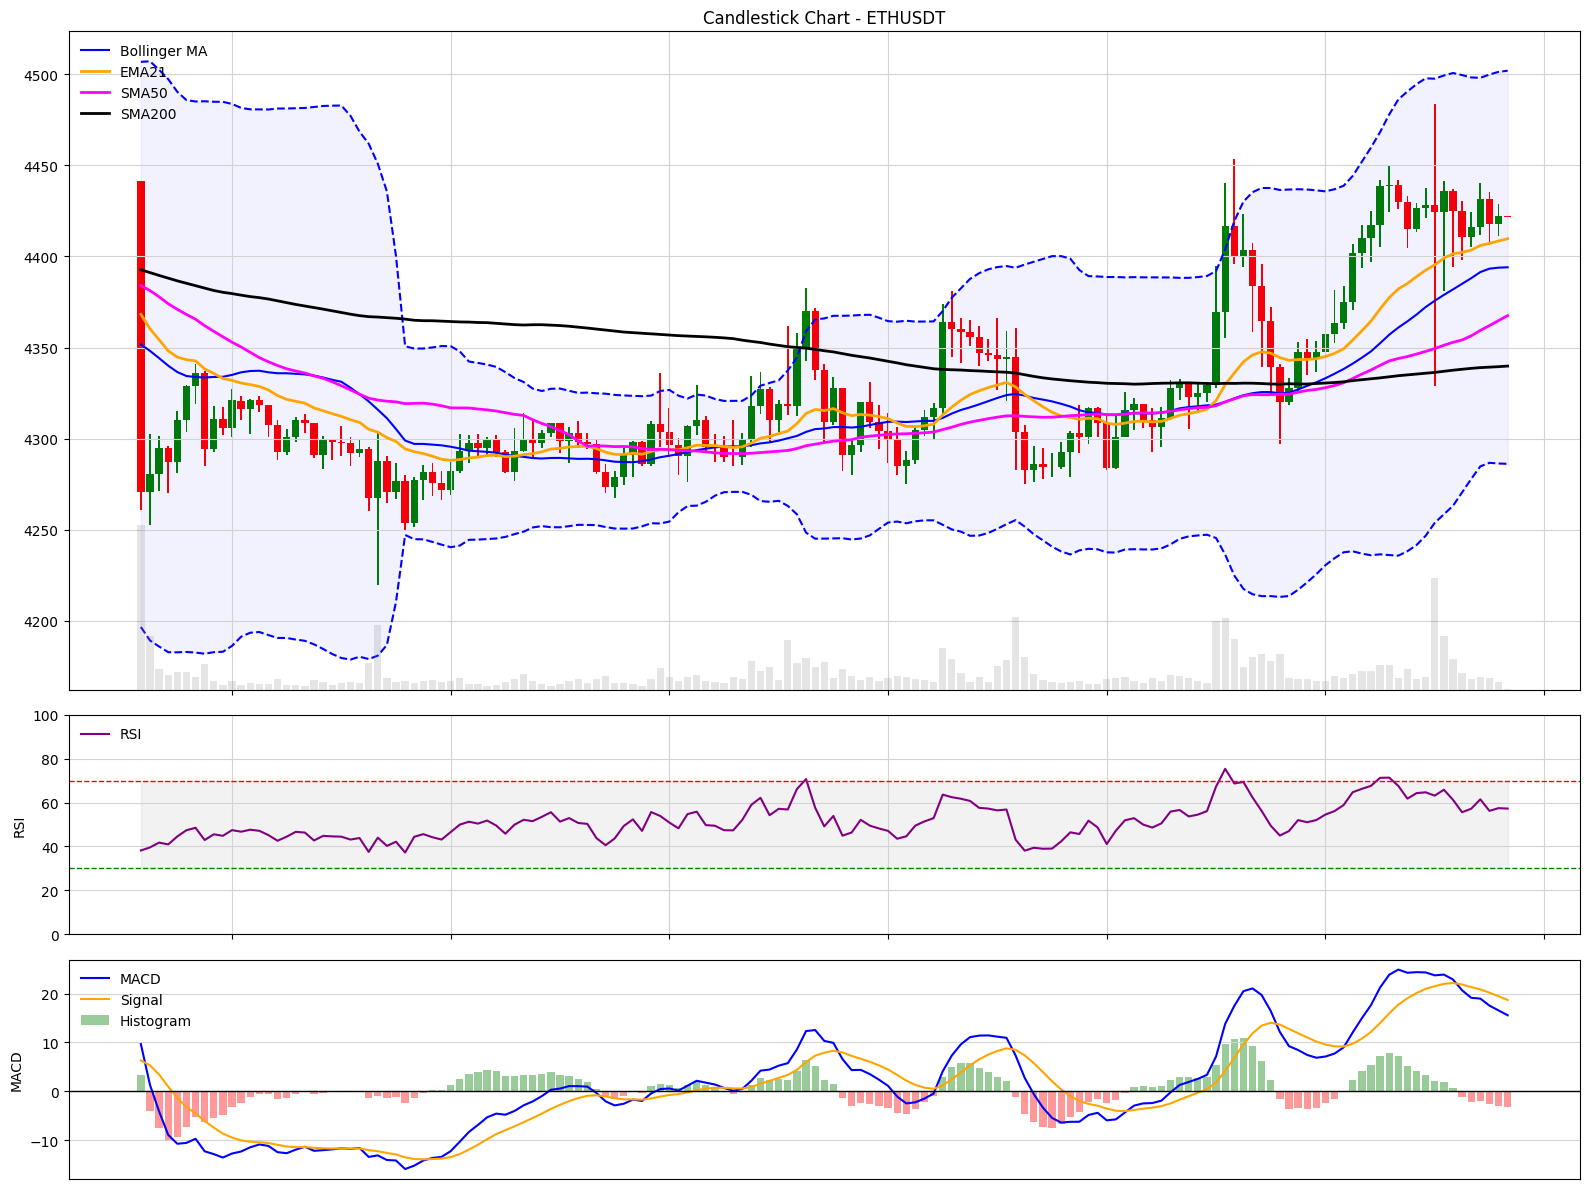 Candlestick Chart - ETHUSDT
Bollinger MA
EMA21
SMA50
SMA200
4500
4450
4400
4350
4300
4250
4200
RSI
100
80
60
40
20
0
RSI
MACD
Signal
Histogram
20
10
0
−10
MACD